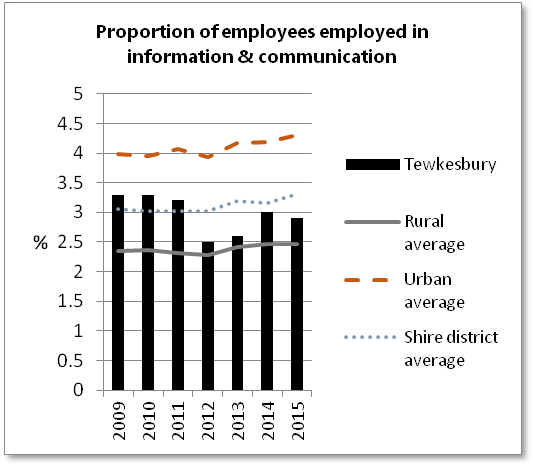 Proportion of employees employed in
information & communication
5
4.5
4
3.5
3
2.5
2
1.5
1
0.5
0
%
2009
2010
2011
2012
2013
2014
2015
Tewkesbury
Rural
average
Urban
average
Shire district
average